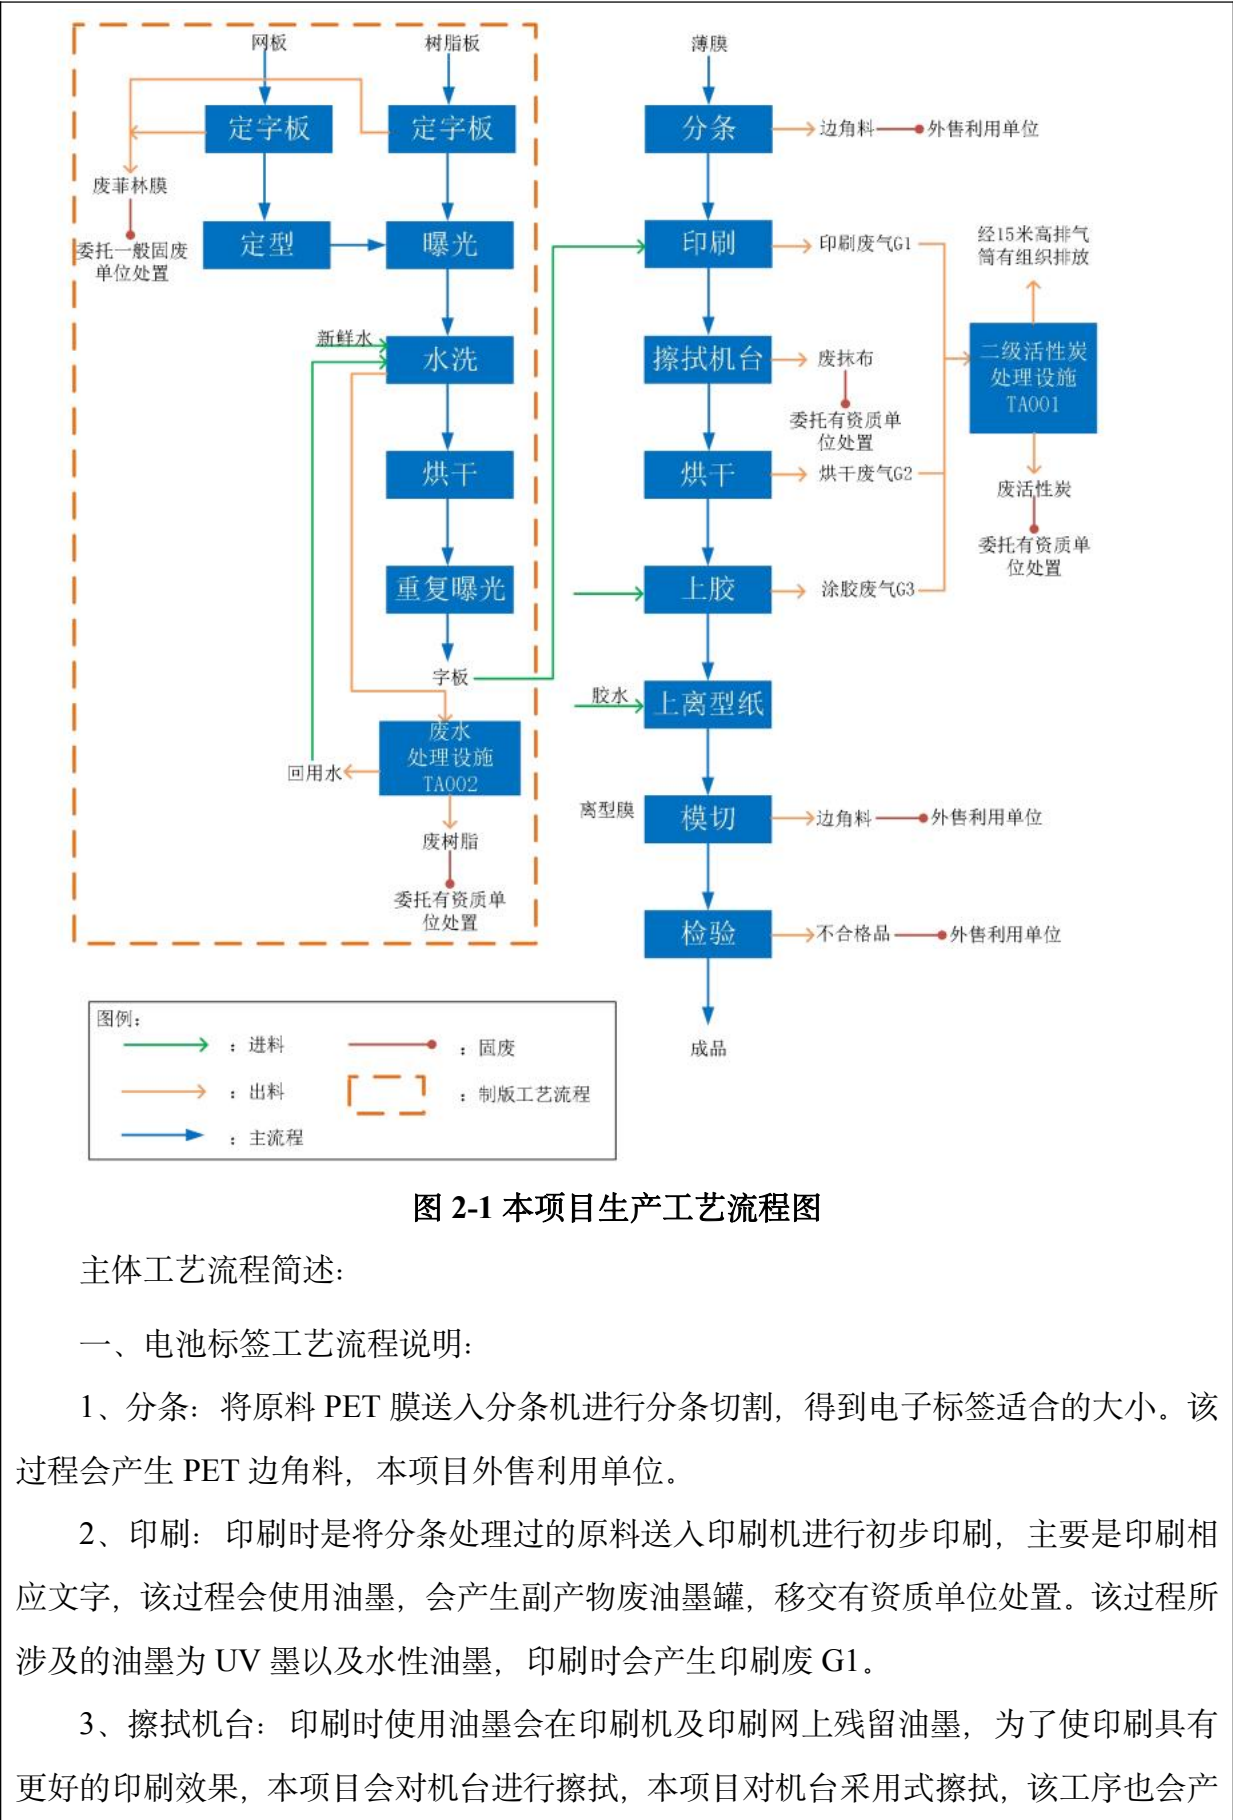 网板
树脂板
定字板
定字板
废菲林膜
委托一般固废
单位处置
定型
曝光
新鲜水
水洗
烘干
重复曝光
字板
废水
处理设施
TA002
回用水
废树脂
委托有资质单
位处置
薄膜
分条
边角料
外售利用单位
印刷
印刷废气G1
经15米高排气
筒有组织排放
擦拭机台
废抹布
委托有资质单
位处置
二级活性炭
处理设施
TA001
烘干
烘干废气G2
废活性炭
委托有资质单
位处置
上胶
涂胶废气G3
胶水
上离型纸
离型膜
模切
边角料
外售利用单位
检验
不合格品
外售利用单位
成品
图例：
：进料
：固废
：出料
：制版工艺流程
：主流程
图 2-1 本项目生产工艺流程图
主体工艺流程简述：
一、电池标签工艺流程说明：
1、分条：将原料 PET 膜送入分条机进行分条切割，得到电子标签适合的大小。该
过程会产生 PET 边角料，本项目外售利用单位。
2、印刷：印刷时是将分条处理过的原料送入印刷机进行初步印刷，主要是印刷相
应文字，该过程会使用油墨，会产生副产物废油墨罐，移交有资质单位处置。该过程所
涉及的油墨为 UV 墨以及水性油墨，印刷时会产生印刷废 G1。
3、擦拭机台：印刷时使用油墨会在印刷机及印刷网上残留油墨，为了使印刷具有
更好的印刷效果，本项目会对机台进行擦拭，本项目对机台采用式擦拭，该工序也会产